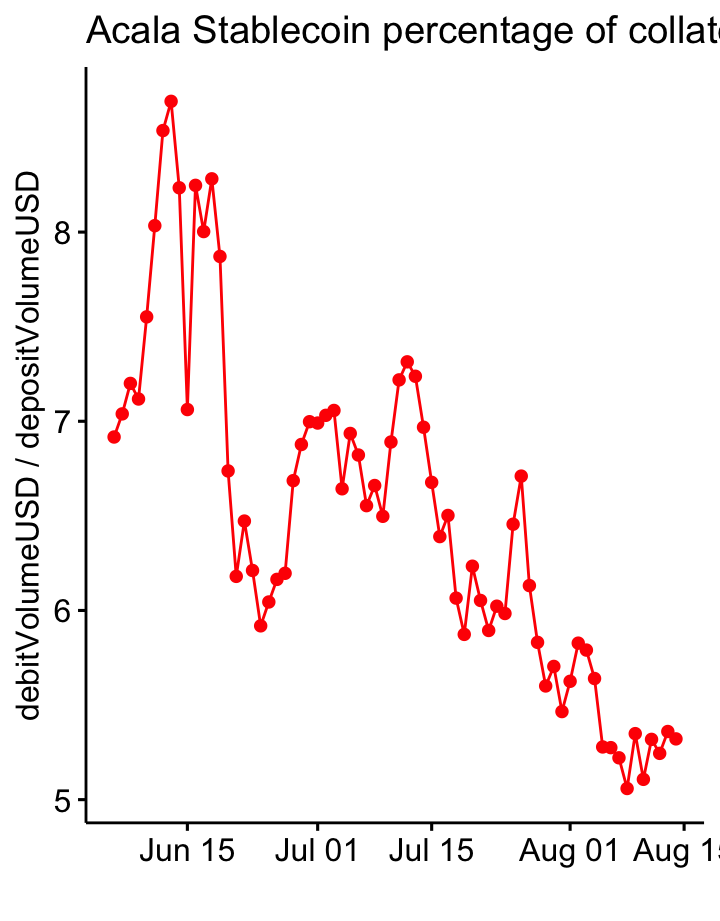 Acala Stablecoin percentage of collat
debitVolumeUSD / depositVolumeUSD
8
7
6
5
Jun 15 Jul 01 Jul 15 Aug 01 Aug 15